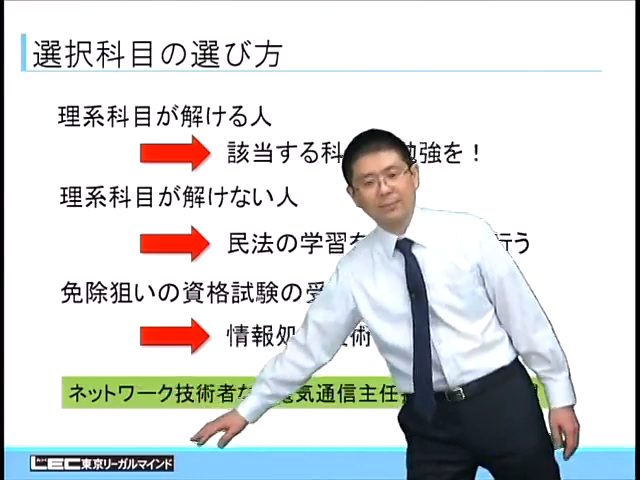 選択科目の選び方
理系科目が解ける人
該当する科 勉強を！
理系科目が解けない人
民法の学習を 行う
免除狙いの資格試験の受
情報処 技術
ネットワーク技術者な 電気通信主任
LEC東京リーガルマインド